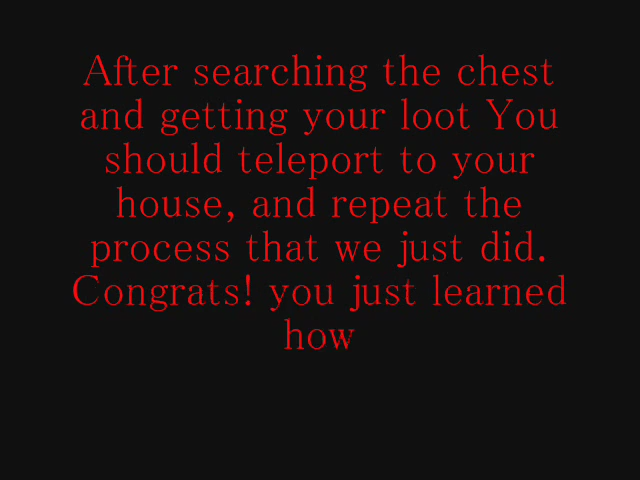 After searching the chest
and getting your loot You
should teleport to your
house, and repeat the
process that we just did.
Congrats! you just learned
how